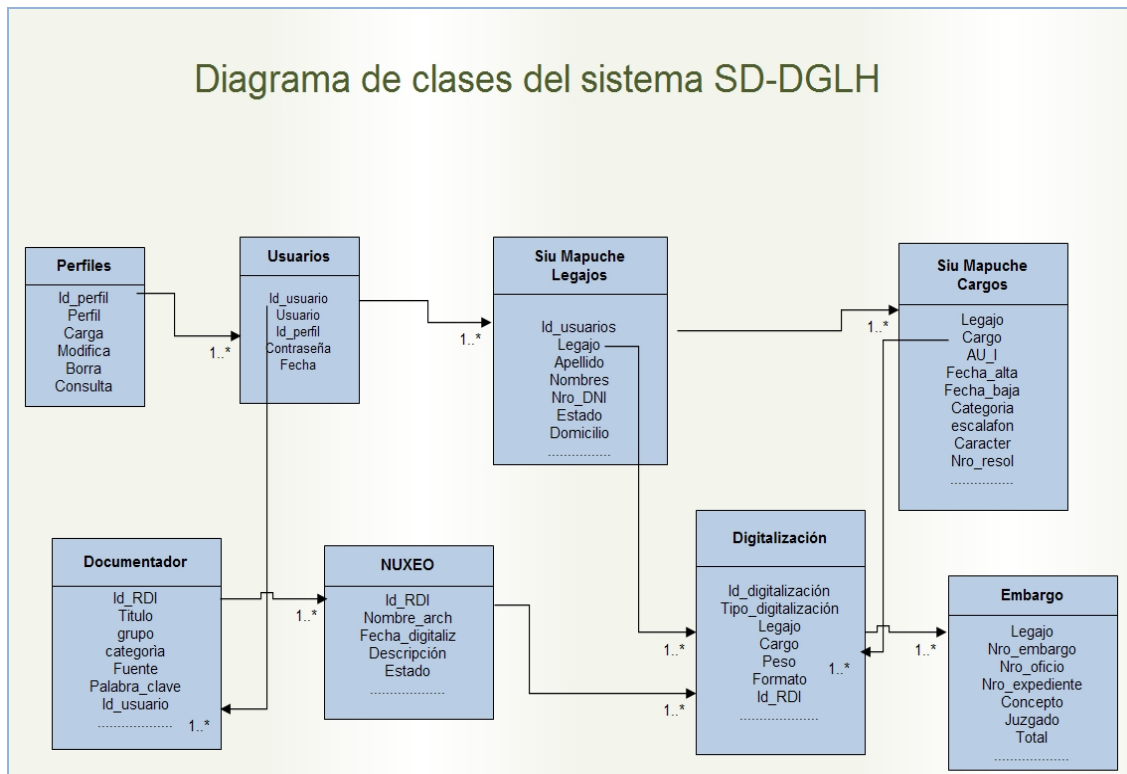 Diagrama de clases del sistema SD-DGLH
Perfiles
Id_perfil
Perfil
Carga
Modifica
Borra
Consulta
1..*
Usuarios
Id_usuario
Usuario
Id_perfil
Contraseña
Fecha
1..*
Siu Mapuche
Legajos
Id_usuarios
Legajo
Apellido
Nombres
Nro_DNI
Estado
Domicilio
................
1..*
Siu Mapuche
Cargos
Legajo
Cargo
AU_I
Fecha_alta
Fecha_baja
Categoria
escalafon
Caracter
Nro_resol
................
Documentador
Id_RDI
Titulo
grupo
categorìa
Fuente
Palabra_clave
Id_usuario
...................
1..*
1..*
NUXEO
Id_RDI
Nombre_arch
Fecha_digitaliz
Descripción
Estado
...................
1..*
1..*
Digitalización
Id_digitalización
Tipo_digitalización
Legajo
Cargo
Peso
Formato
Id_RDI
...................
1..*
1..*
Embargo
Legajo
Nro_embargo
Nro_oficio
Nro_expediente
Concepto
Juzgado
Total
...................